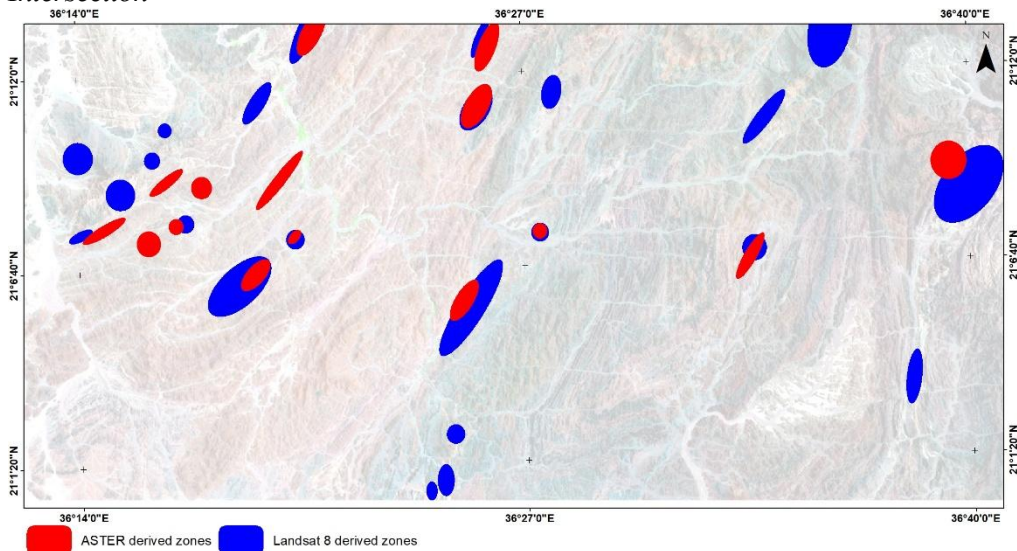 Intersection
36°14'0"E 36°27'0"E 36°40'0"E
N
21°12'0"N 21°12'0"N
21°6'40"N 21°6'40"N
21°1'20"N 21°1'20"N
36°14'0"E 36°27'0"E 36°40'0"E
ASTER derived zones Landsat 8 derived zones